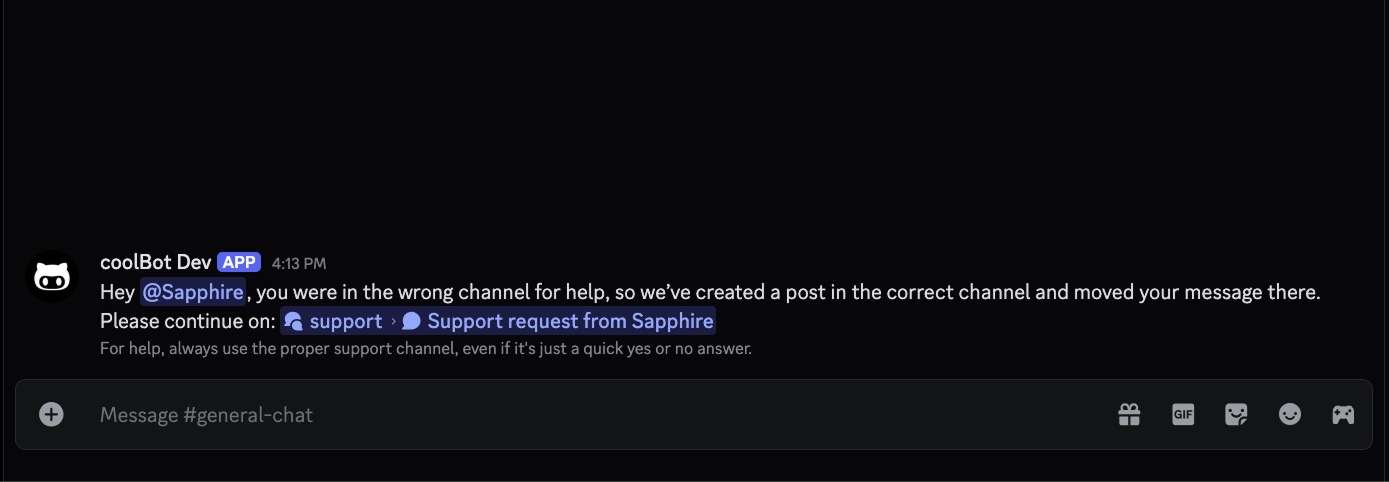 coolBot Dev APP 4:13 PM
Hey @Sapphire, you were in the wrong channel for help, so we’ve created a post in the correct channel and moved your message there.
Please continue on: support › Support request from Sapphire
For help, always use the proper support channel, even if it's just a quick yes or no answer.
Message #general-chat GIF